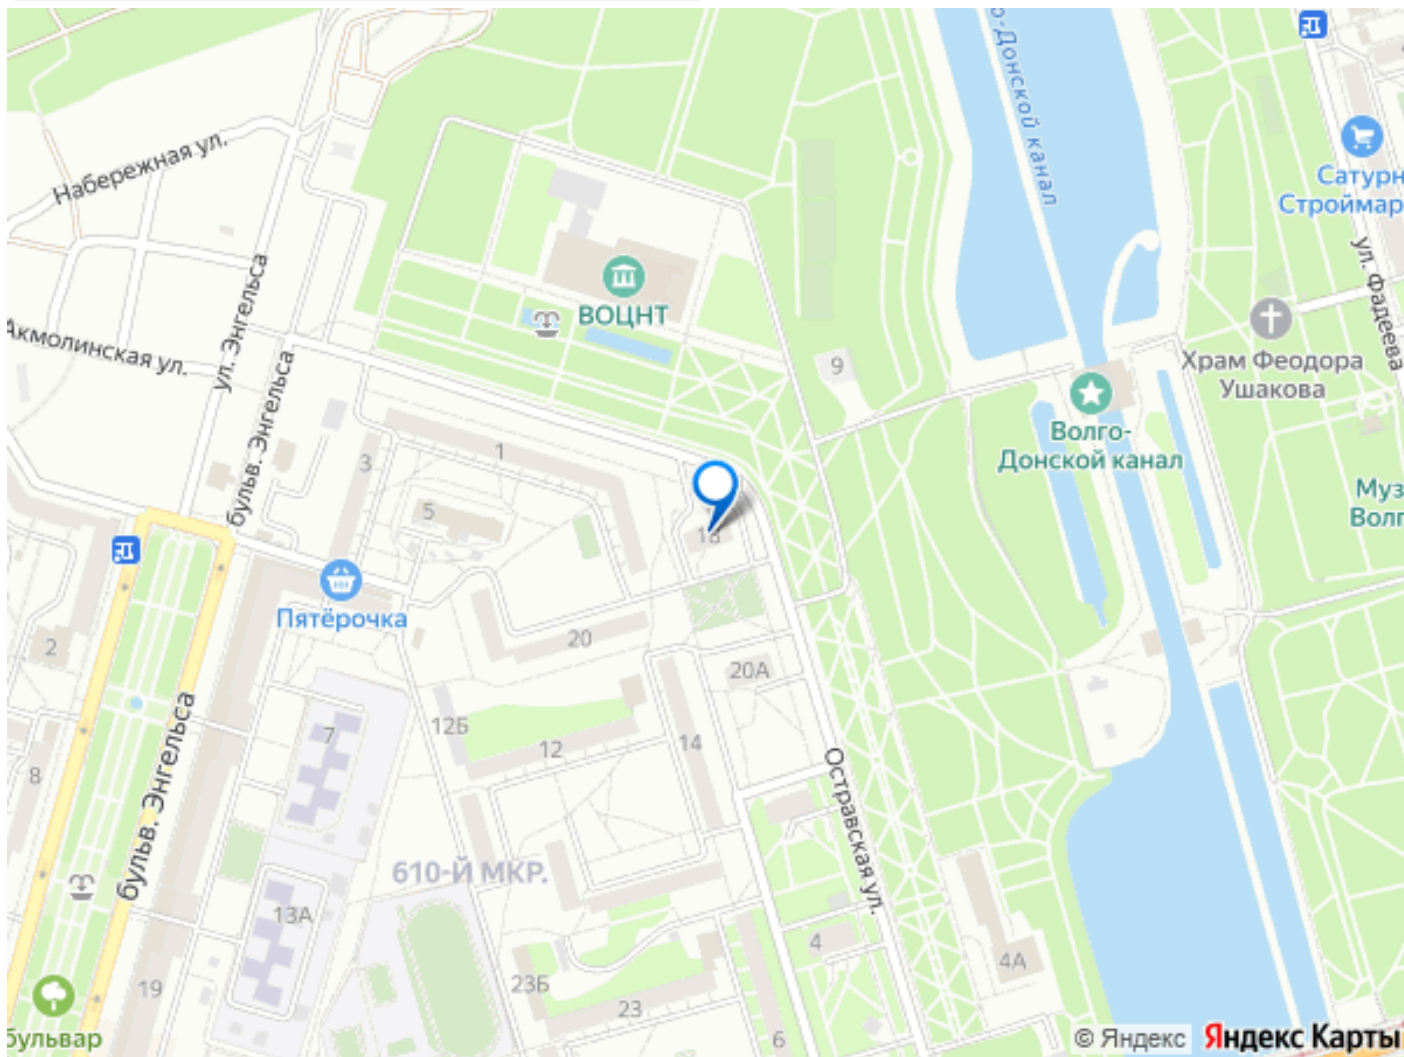 о-Донской канал
Сатурн
Строймар
Набережная ул.
ул. Фадеева
ул. Энгельса
ВОЦНТ
Акмолинская ул.
Храм Феодора
Ушакова
9
бульв. Энгельса
Волго-
Донской канал
1
3
5
Муз
Волг
Пятёрочка
20
2
20А
12Б
7
12
14
8
бульв. Энгельса
Остравская ул.
610-Й МКР.
13А
4
4А
19
23Б
23
6
бульвар
© Яндекс Яндекс Карты